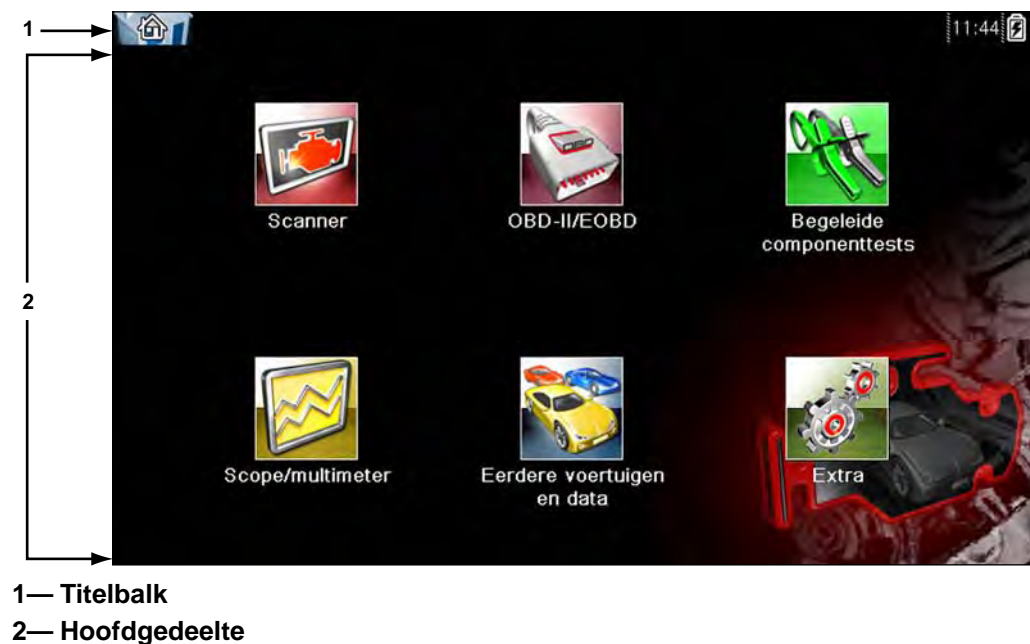 1
11:44
Scanner
OBD-II/EOBD
Begeleide
componenttests
2
Scope/multimeter
Eerdere voertuigen
en data
Extra
1— Titelbalk
2— Hoofdgedeelte